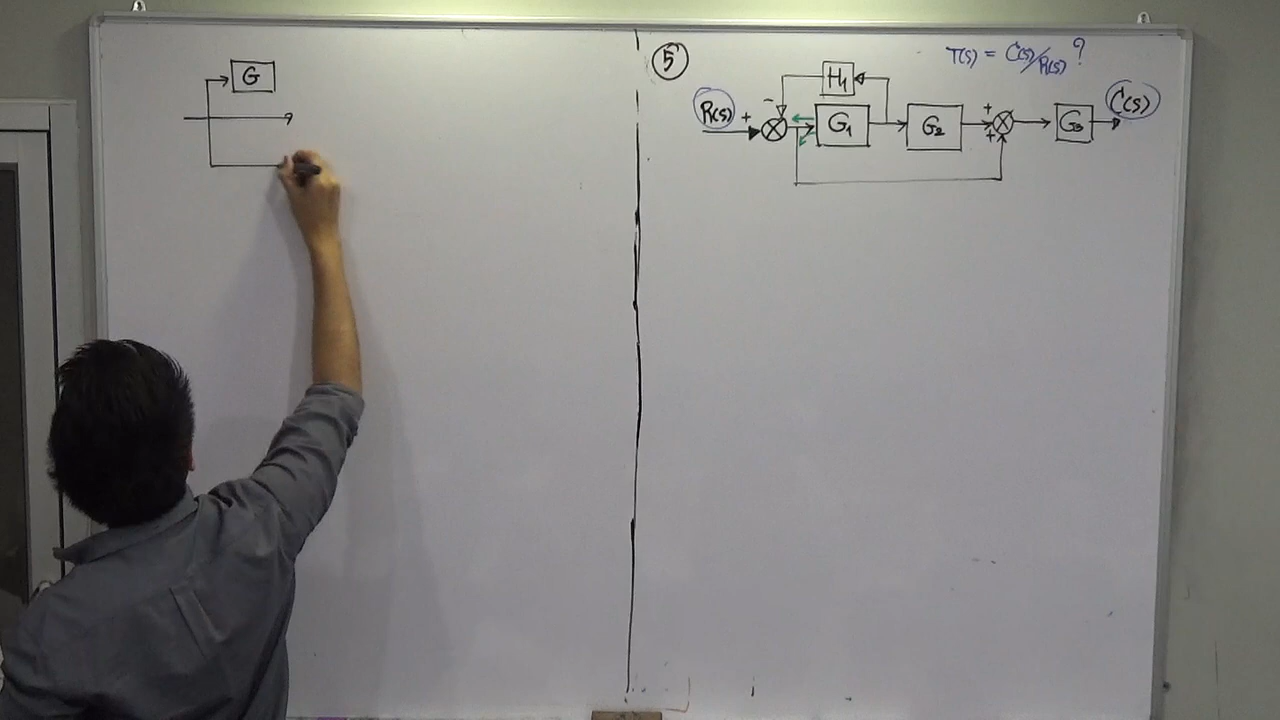 G
5
T(s) = C(s)/R(s) ?
H₁
-
R(s) + G₁ G₂ + + G₃ C(s)